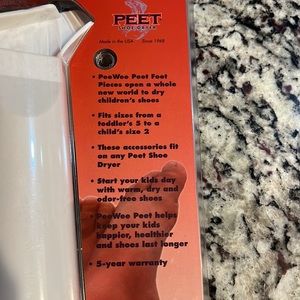 PEET
SHOE DRYER
Made in the USA Since 1968
• PeeWee Peet Foot
Pieces open a whole
new world to dry
children's shoes
• Fits sizes from a
toddler's 5 to a
child's size 2
• These accessories fit
on any Peet Shoe
Dryer
• Start your kids day
with warm, dry and
odor-free shoes
• PeeWee Peet helps
keep your kids
happier, healthier
and shoes last longer
• 5-year warranty